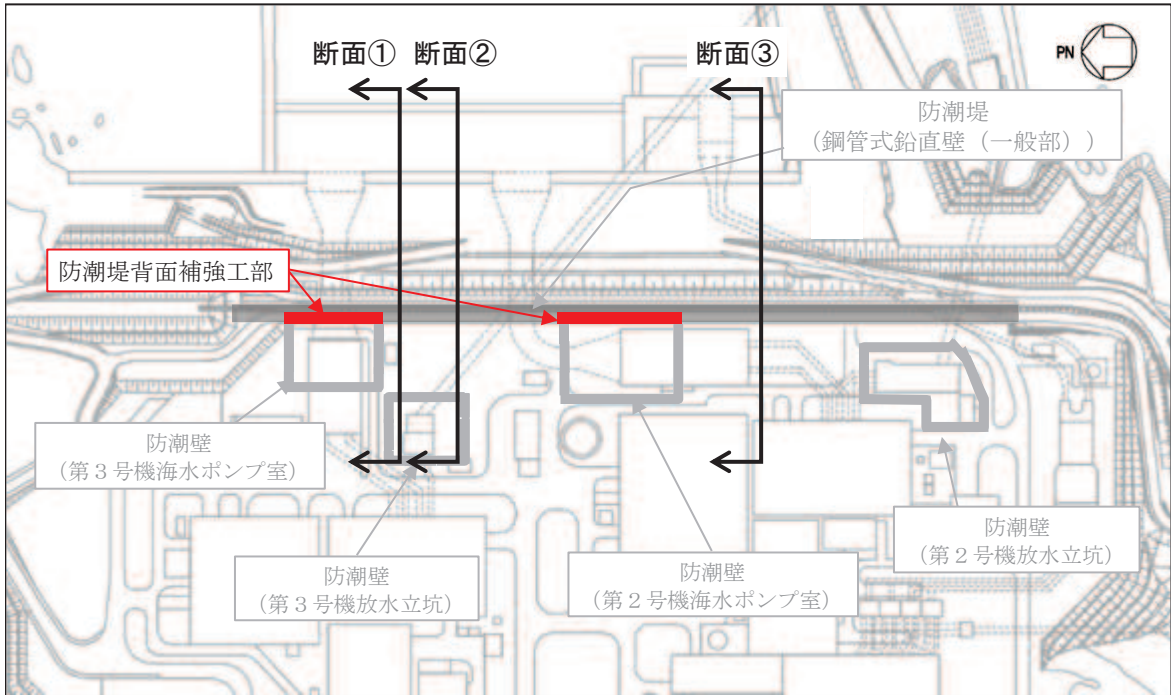 断面① 断面② 断面③
PN
防潮堤
(鋼管式鉛直壁(一般部))
防潮堤背面補強工部
防潮壁
(第3号機海水ポンプ室)
防潮壁
(第2号機放水立坑)
防潮壁
(第3号機放水立坑)
防潮壁
(第2号機海水ポンプ室)